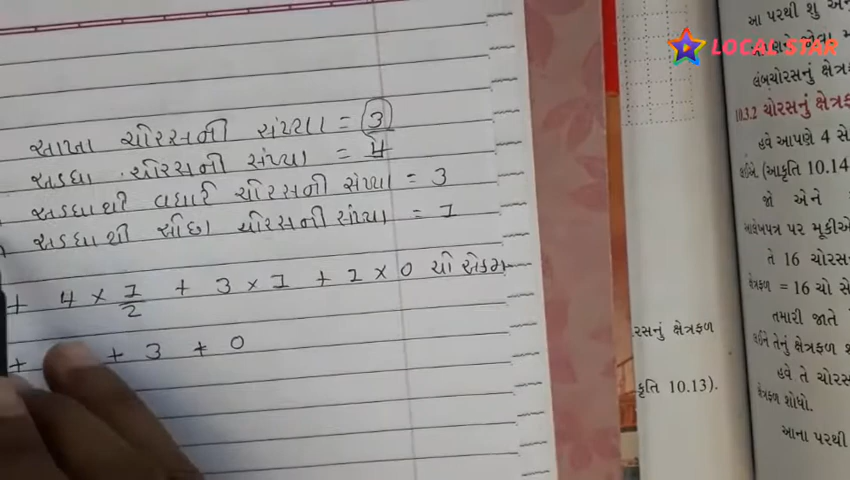 આખા ચોરસની સંખ્યા = 3
અડધા ચોરસની સંખ્યા = 4
અડધાથી વધારે ચોરસની સંખ્યા = 3
અડધાથી ઓછા ચોરસની સંખ્યા = 1
+ 4 × 1/2 + 3 × 1 + 1 × 0 ચો એકમ
+ + 3 + 0
LOCAL STAR
આ પરથી શુ
લંબચોરસનું ક્ષેત્રફ
10.3.2 ચોરસનું ક્ષેત્રફ
હવે આપણે 4 સે
(આકૃતિ 10.14
જો એને
આલેખપત્ર પર મૂકીએ
તે 16 ચોરસ
ક્ષેત્રફળ = 16 ચો સે
તમારી જાતે
લઈને તેનું ક્ષેત્રફળ
હવે તે ચોરસ
ક્ષેત્રફળ શોધો.
આના પરથી
રસનું ક્ષેત્રફળ
કૃતિ 10.13).